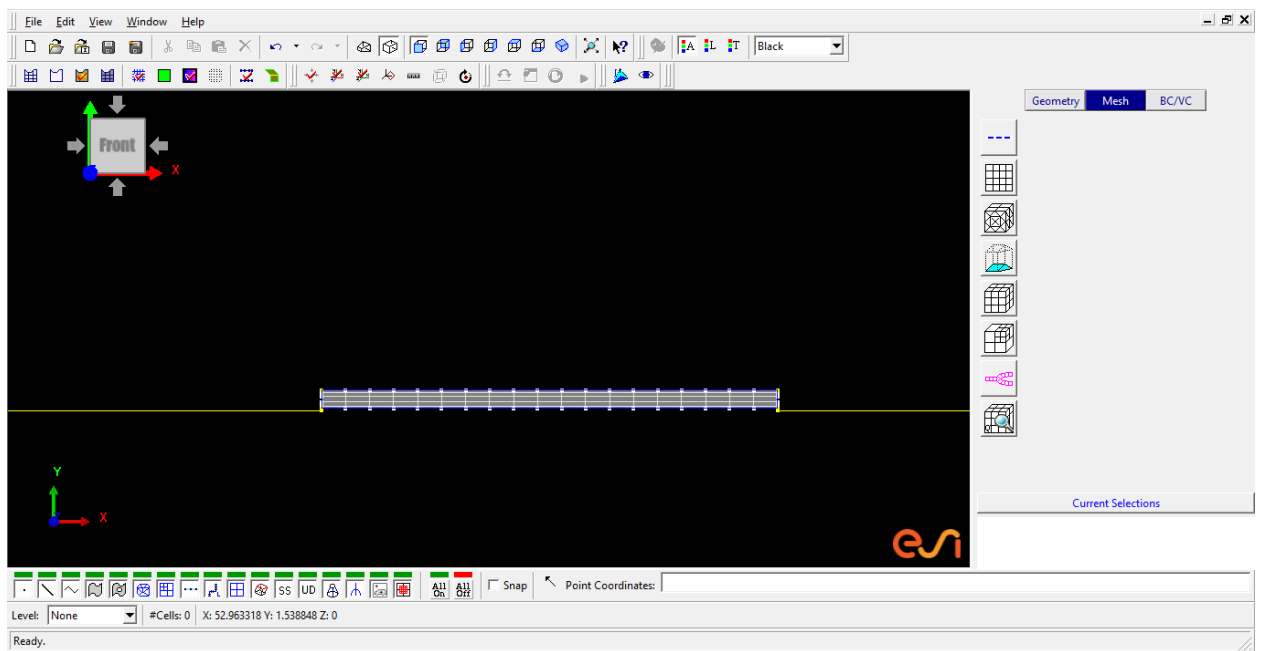 File Edit View Window Help
A L T Black
Geometry Mesh BC/VC
Front
X
Y
X
Current Selections
esi
SS UD All On All Off Snap Point Coordinates:
Level: None #Cells: 0 X: 52.963318 Y: 1.538848 Z: 0
Ready.